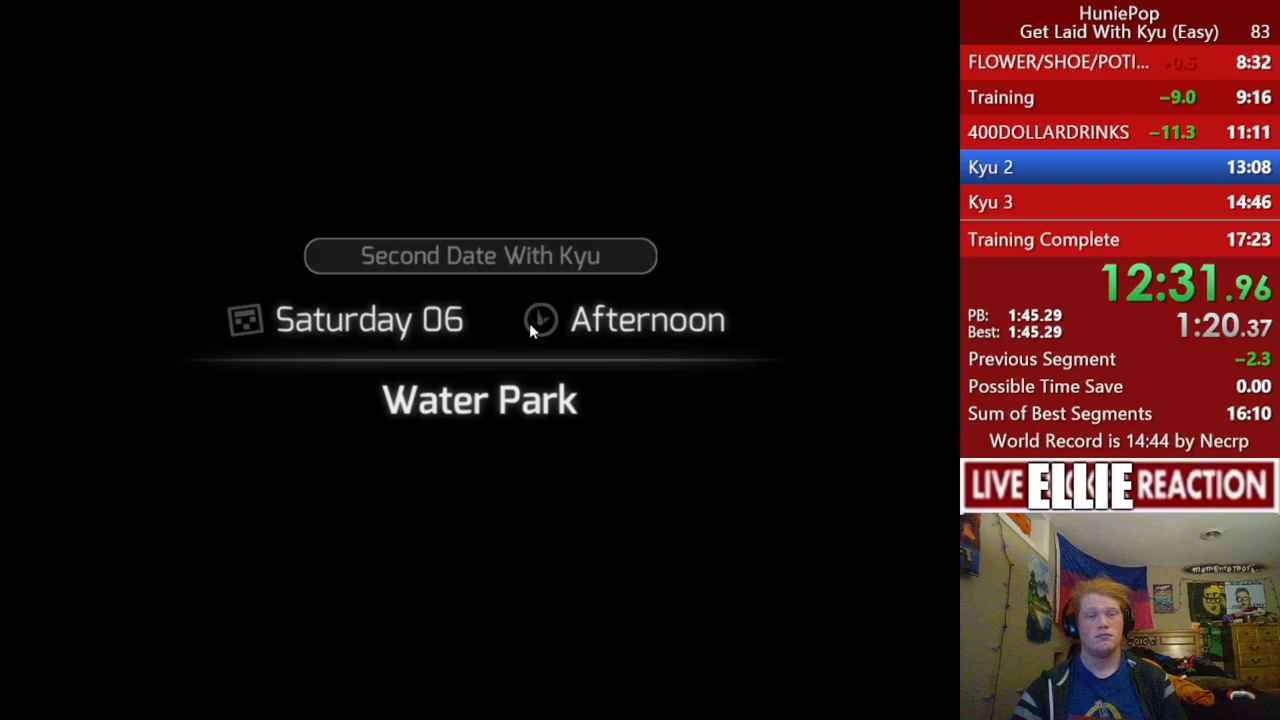 Second Date With Kyu
Saturday 06 Afternoon
Water Park
HuniePop
Get Laid With Kyu (Easy) 83
FLOWER/SHOE/POTI... +0.5 8:32
Training −9.0 9:16
400DOLLARDRINKS −11.3 11:11
Kyu 2 13:08
Kyu 3 14:46
Training Complete 17:23
12:31.96
PB: 1:45.29
Best: 1:45.29
1:20.37
Previous Segment −2.3
Possible Time Save 0.00
Sum of Best Segments 16:10
World Record is 14:44 by Necrp
LIVE ELLIE REACTION